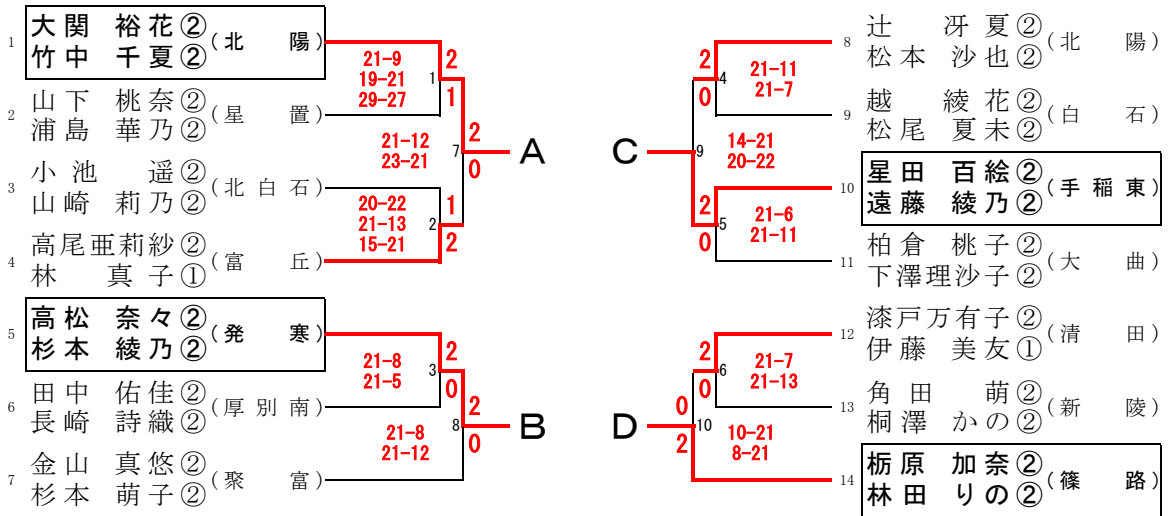 1 大関 裕花② 竹中 千夏② (北 陽)
21-9
19-21
29-27
1
2
1
2 山下 桃奈② 浦島 華乃② (星 置)
21-12
23-21
7
2
0
A
3 小池 遥② 山崎 莉乃② (北白石)
20-22
21-13
15-21
2
1
2
4 高尾亜莉紗② 林 真子① (富 丘)
5 高松 奈々② 杉本 綾乃② (発 寒)
21-8
21-5
3
2
0
6 田中 佑佳② 長崎 詩織② (厚別南)
21-8
21-12
8
2
0
B
7 金山 真悠② 杉本 萌子② (聚 富)
8 辻 冴夏② 松本 沙也② (北 陽)
2
0
4
21-11
21-7
9 越 綾花② 松尾 夏未② (白 石)
C
9
14-21
20-22
10 星田 百絵② 遠藤 綾乃② (手稲東)
2
0
5
21-6
21-11
11 柏倉 桃子② 下澤理沙子② (大 曲)
12 漆戸万有子② 伊藤 美友① (清 田)
2
6
21-7
21-13
13 角田 萌② 桐澤 かの② (新 陵)
D
0
2
10
10-21
8-21
14 栃原 加奈② 林田 りの② (篠 路)